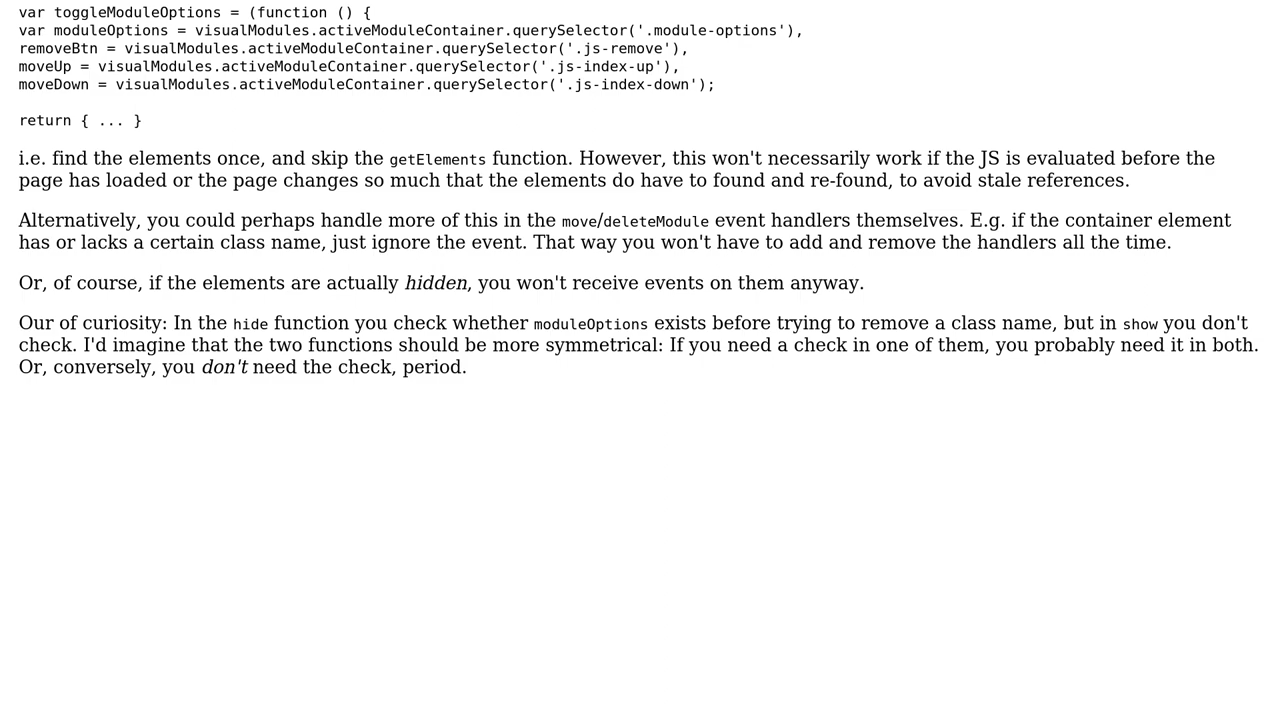 var toggleModuleOptions = (function () {
var moduleOptions = visualModules.activeModuleContainer.querySelector('.module-options'),
removeBtn = visualModules.activeModuleContainer.querySelector('.js-remove'),
moveUp = visualModules.activeModuleContainer.querySelector('.js-index-up'),
moveDown = visualModules.activeModuleContainer.querySelector('.js-index-down');
return { ... }
i.e. find the elements once, and skip the getElements function. However, this won't necessarily work if the JS is evaluated before the
page has loaded or the page changes so much that the elements do have to found and re-found, to avoid stale references.
Alternatively, you could perhaps handle more of this in the move/deleteModule event handlers themselves. E.g. if the container element
has or lacks a certain class name, just ignore the event. That way you won't have to add and remove the handlers all the time.
Or, of course, if the elements are actually hidden, you won't receive events on them anyway.
Our of curiosity: In the hide function you check whether moduleOptions exists before trying to remove a class name, but in show you don't
check. I'd imagine that the two functions should be more symmetrical: If you need a check in one of them, you probably need it in both.
Or, conversely, you don't need the check, period.